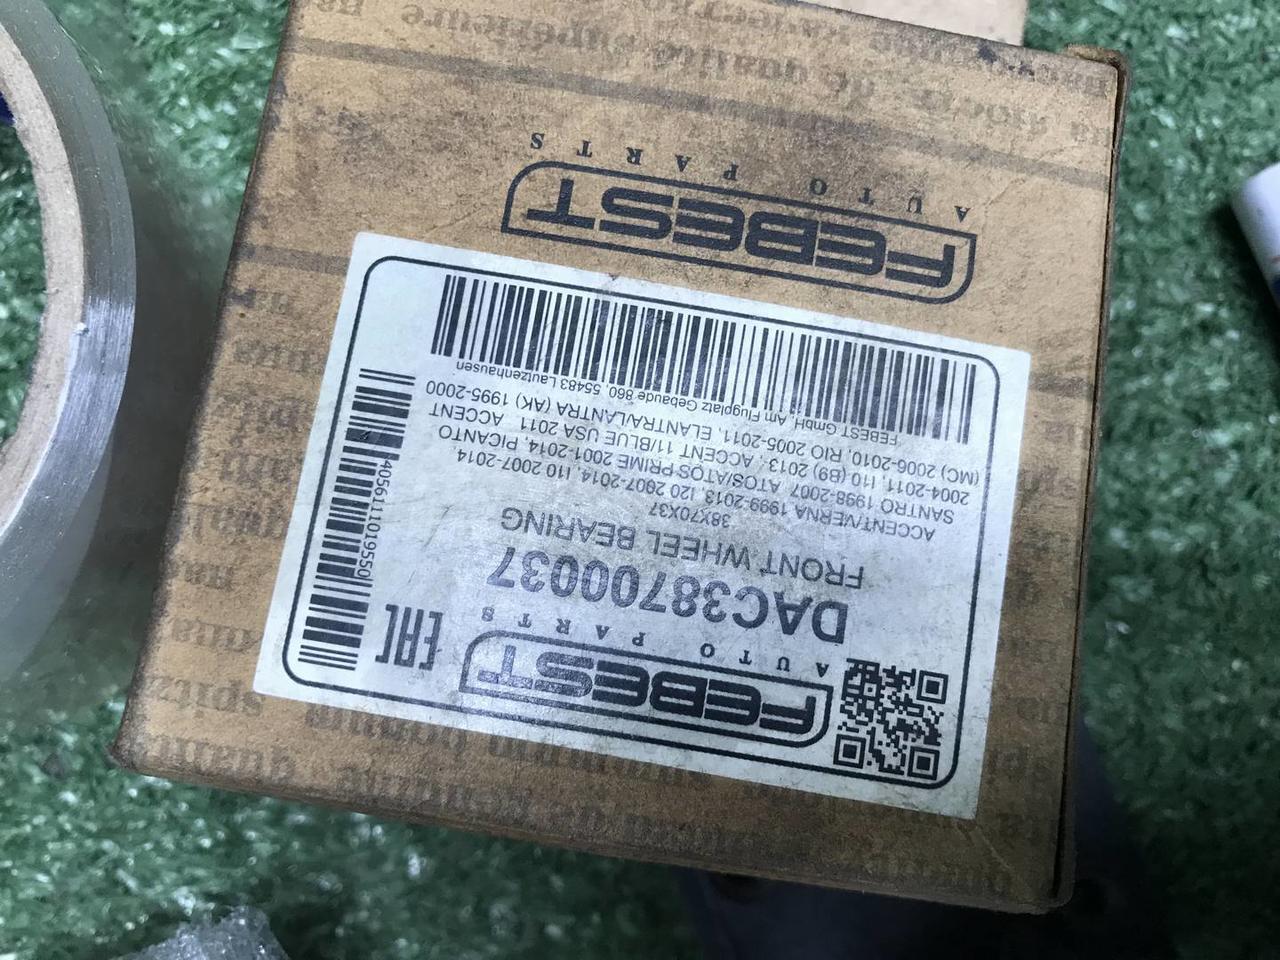 FEBEST
AUTO PARTS
DAC38700037
FRONT WHEEL BEARING
38X70X37
ACCENT/VERNA 1999-2013, I20 2007-2014, I10 2007-2014
SANTRO 1998-2007, ATOS/ATOS PRIME 2001-2014, PICANTO
2004-2011, I10 (B9) 2013-, ACCENT 11/BLUE USA 2011-, ACCENT
(MC) 2006-2010, RIO 2005-2011, ELANTRA/LANTRA (AK) 1995-2000
FEBEST GmbH, Am Flugplatz Gebaude 860, 55483 Lautzenhausen
EAC
4056111019550
FEBEST
AUTO PARTS
de qualité supérieure